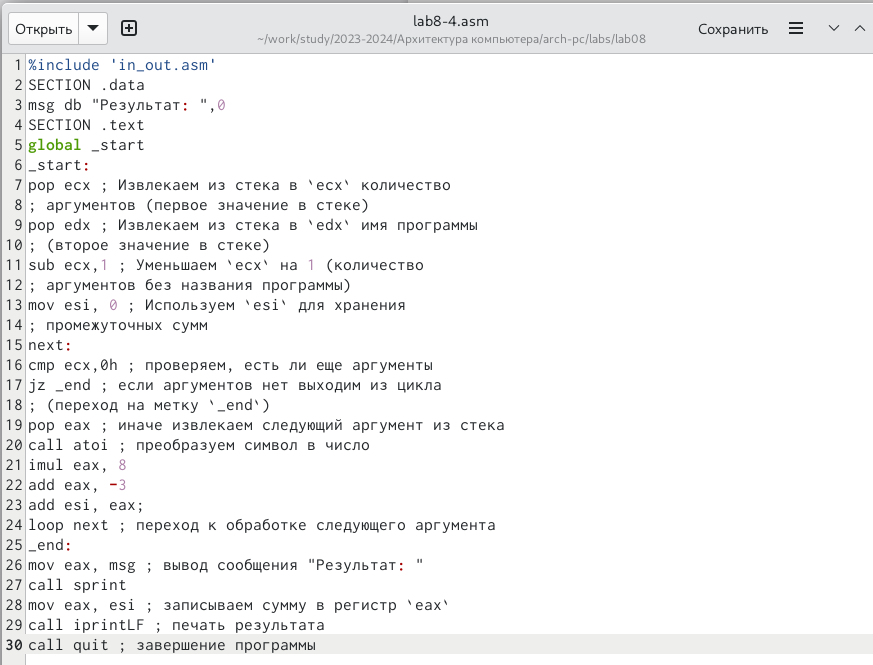 Открыть
lab8-4.asm
~/work/study/2023-2024/Архитектура компьютера/arch-pc/labs/lab08
Сохранить
1 %include 'in_out.asm'
2 SECTION .data
3 msg db "Результат: ",0
4 SECTION .text
5 global _start
6 _start:
7 pop ecx ; Извлекаем из стека в `ecx` количество
8 ; аргументов (первое значение в стеке)
9 pop edx ; Извлекаем из стека в `edx` имя программы
10 ; (второе значение в стеке)
11 sub ecx,1 ; Уменьшаем `ecx` на 1 (количество
12 ; аргументов без названия программы)
13 mov esi, 0 ; Используем `esi` для хранения
14 ; промежуточных сумм
15 next:
16 cmp ecx,0h ; проверяем, есть ли еще аргументы
17 jz _end ; если аргументов нет выходим из цикла
18 ; (переход на метку `_end`)
19 pop eax ; иначе извлекаем следующий аргумент из стека
20 call atoi ; преобразуем символ в число
21 imul eax, 8
22 add eax, -3
23 add esi, eax;
24 loop next ; переход к обработке следующего аргумента
25 _end:
26 mov eax, msg ; вывод сообщения "Результат: "
27 call sprint
28 mov eax, esi ; записываем сумму в регистр `eax`
29 call iprintLF ; печать результата
30 call quit ; завершение программы